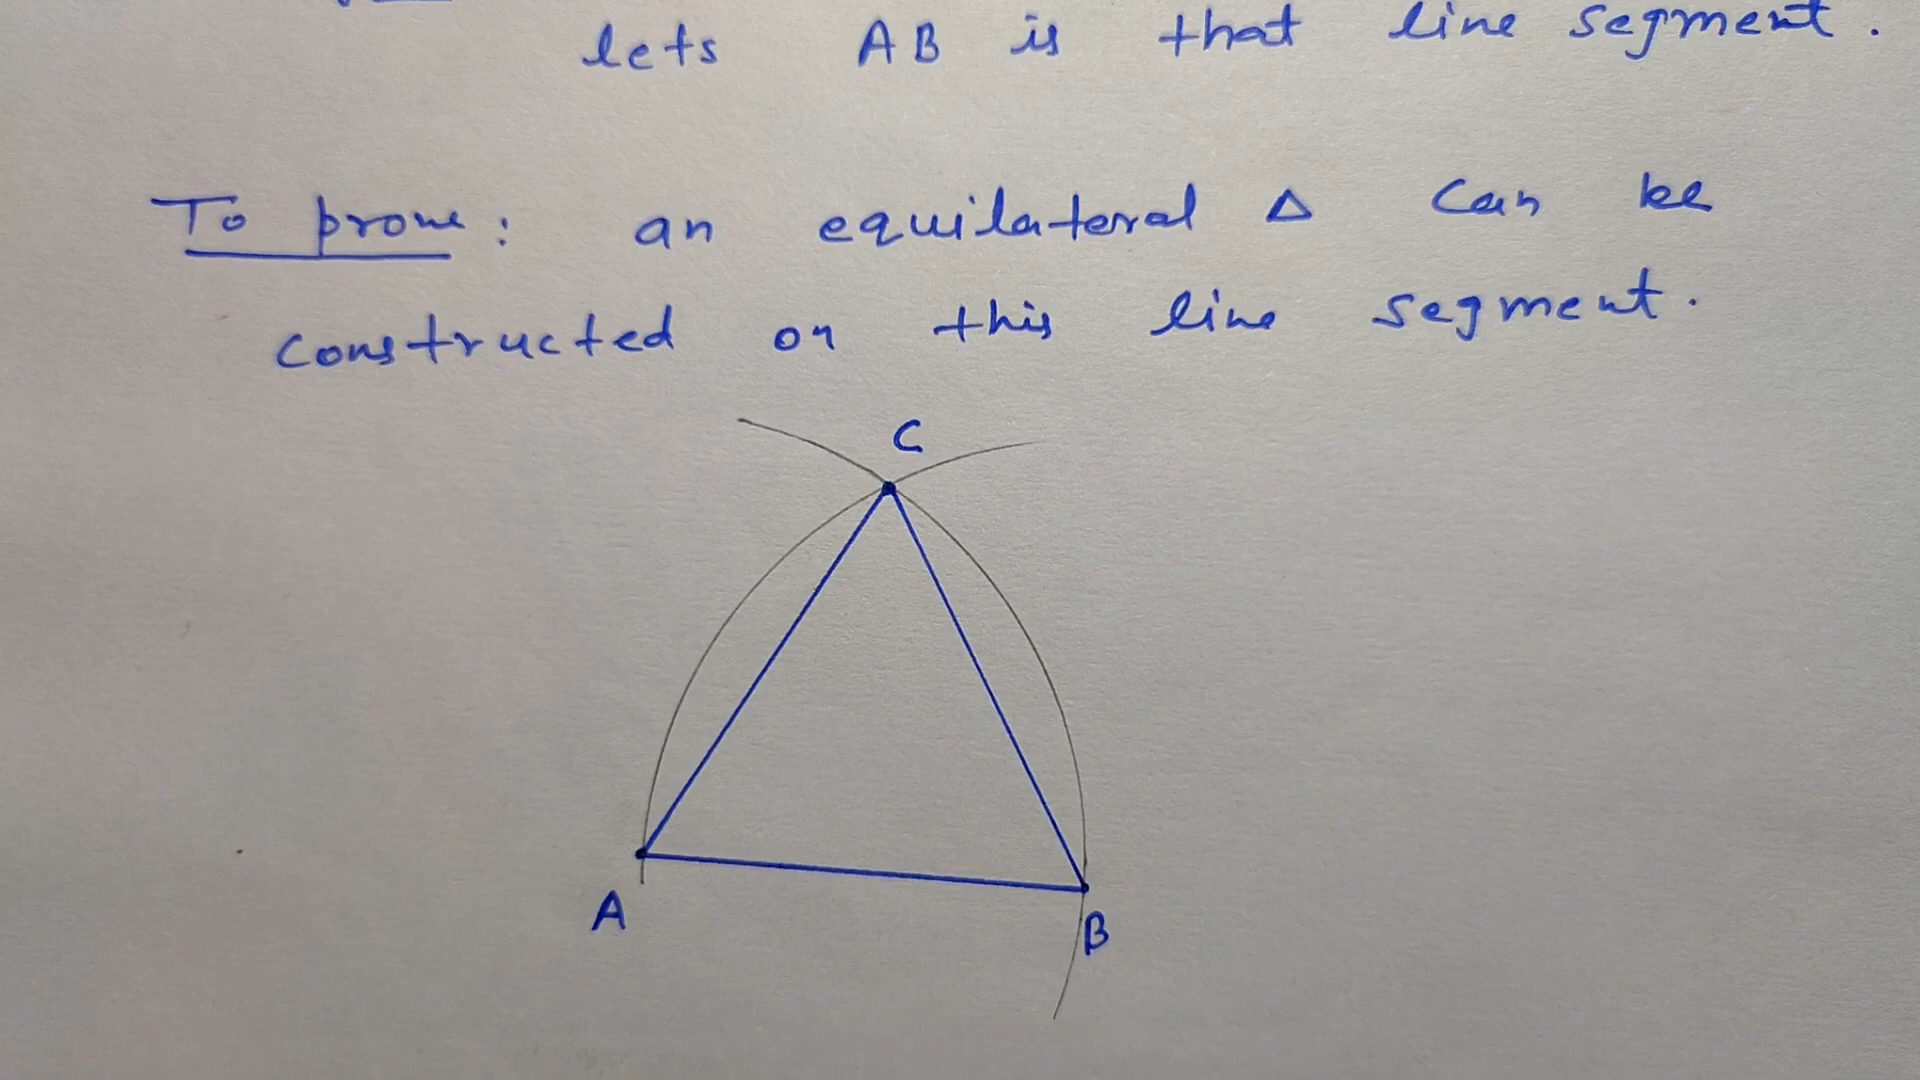 lets AB is that line segment.
To prove: an equilateral △ can be
constructed on this line segment.
C
A
B